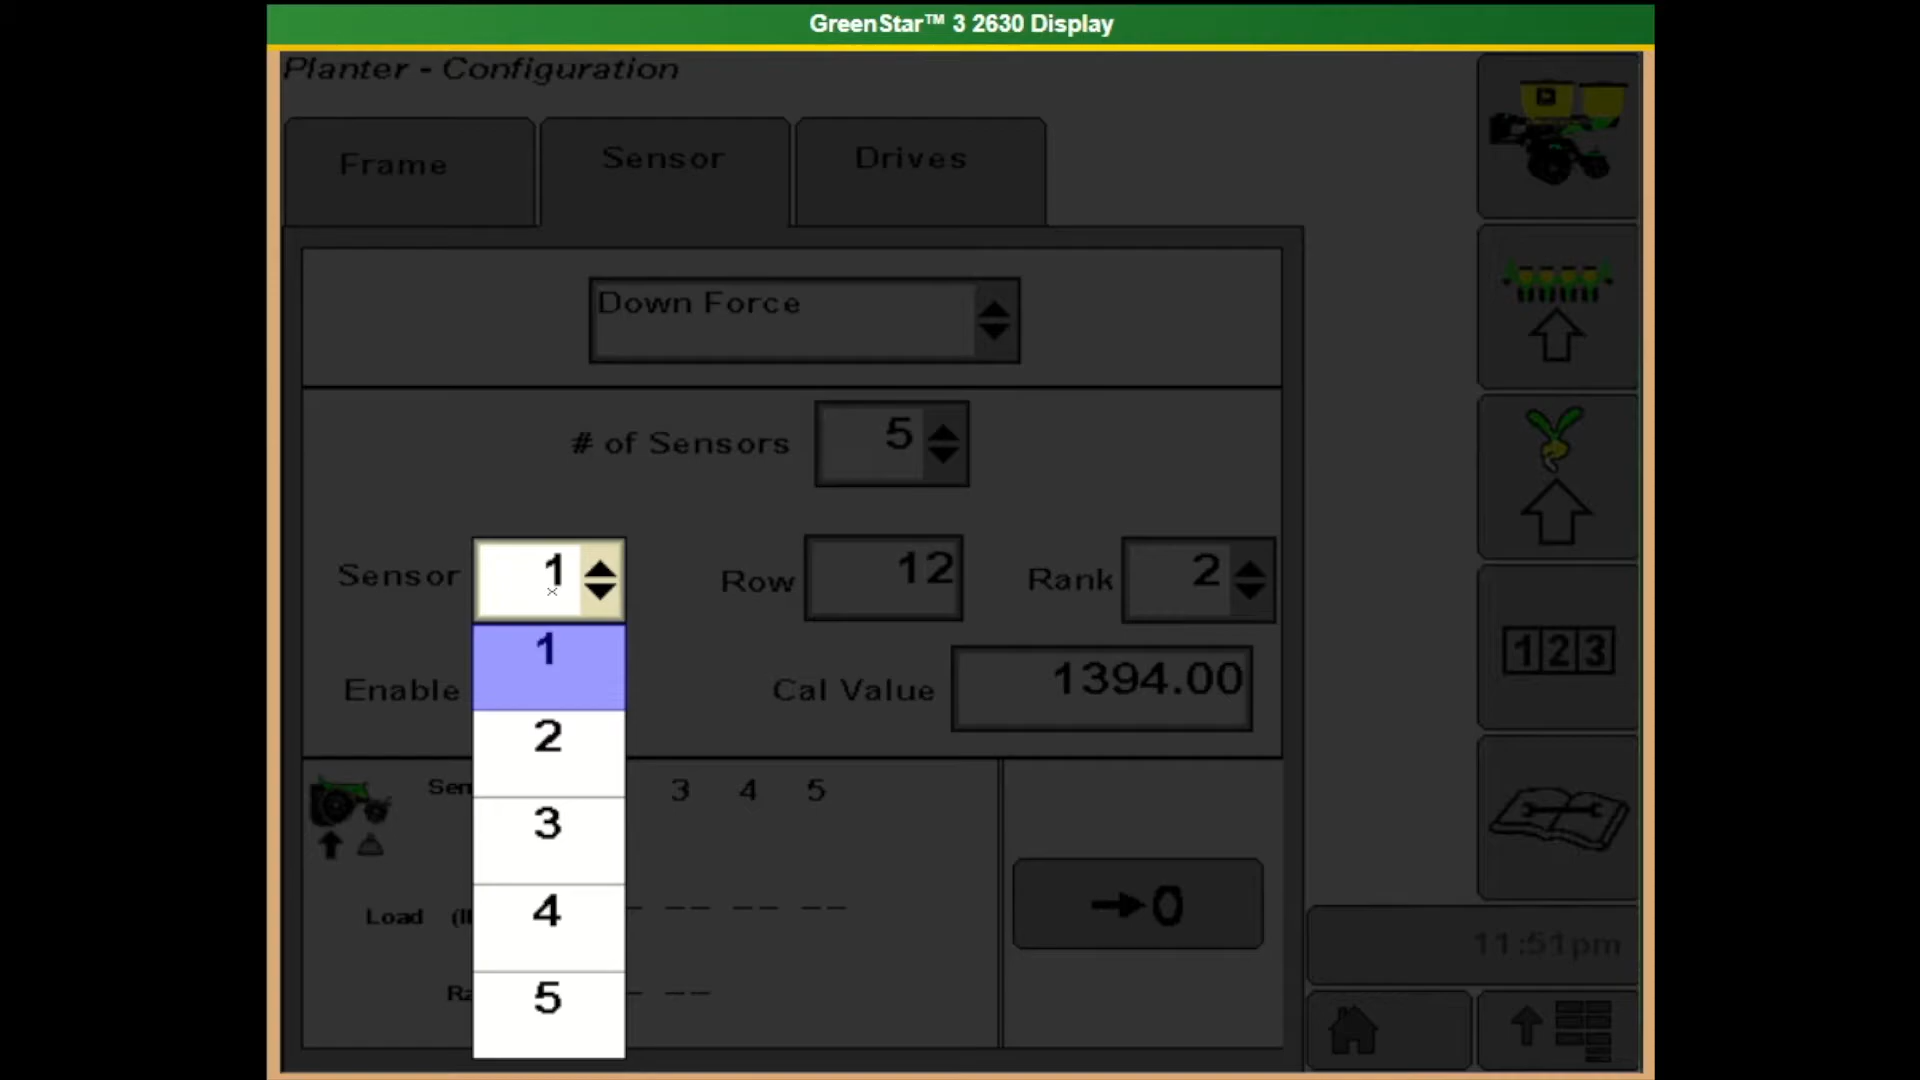 GreenStar™ 3 2630 Display
Planter - Configuration
Frame
Sensor
Drives
Down Force
# of Sensors 5
Sensor 1 Row 12 Rank 2
1
Enable Cal Value 1394.00
2
3 4 5
3
4
Load
→0
5
123
11:51pm